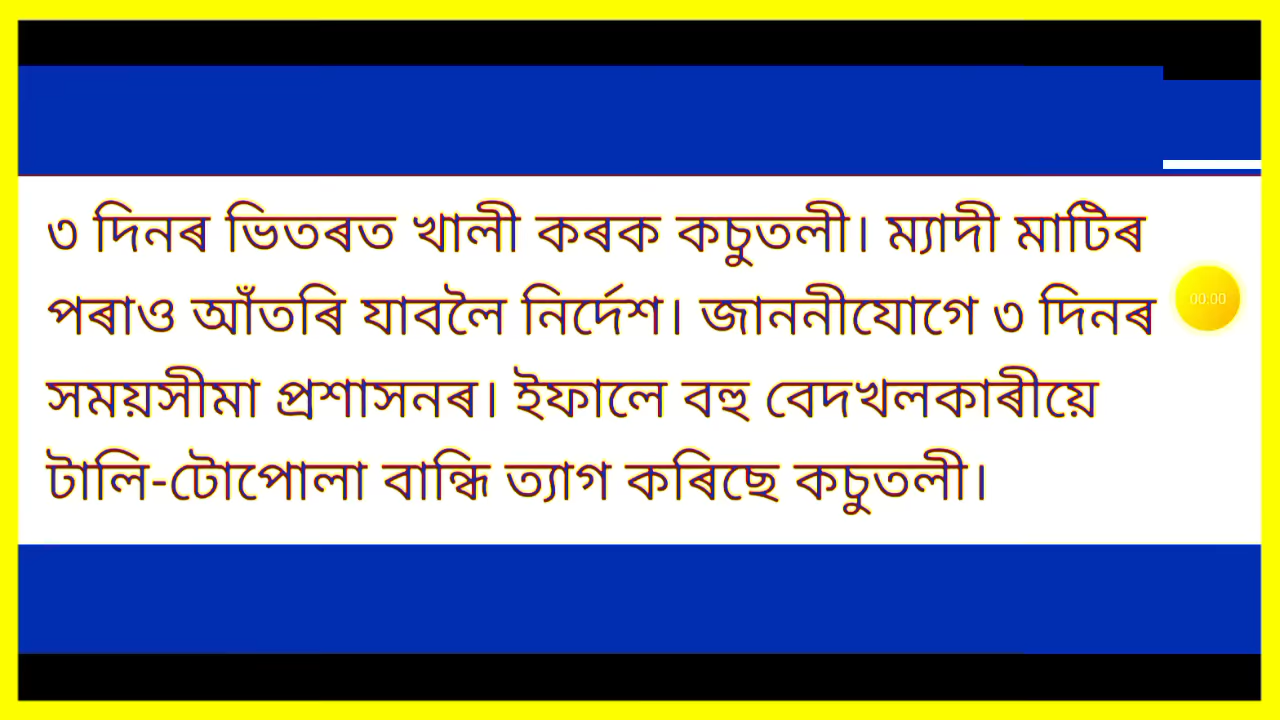 ৩ দিনৰ ভিতৰত খালী কৰক কচুতলী। ম্যাদী মাটিৰ
পৰাও আঁতৰি যাবলৈ নিৰ্দেশ। জাননীযোগে ৩ দিনৰ
সময়সীমা প্ৰশাসনৰ। ইফালে বহু বেদখলকাৰীয়ে
টালি-টোপোলা বান্ধি ত্যাগ কৰিছে কচুতলী।
00:00